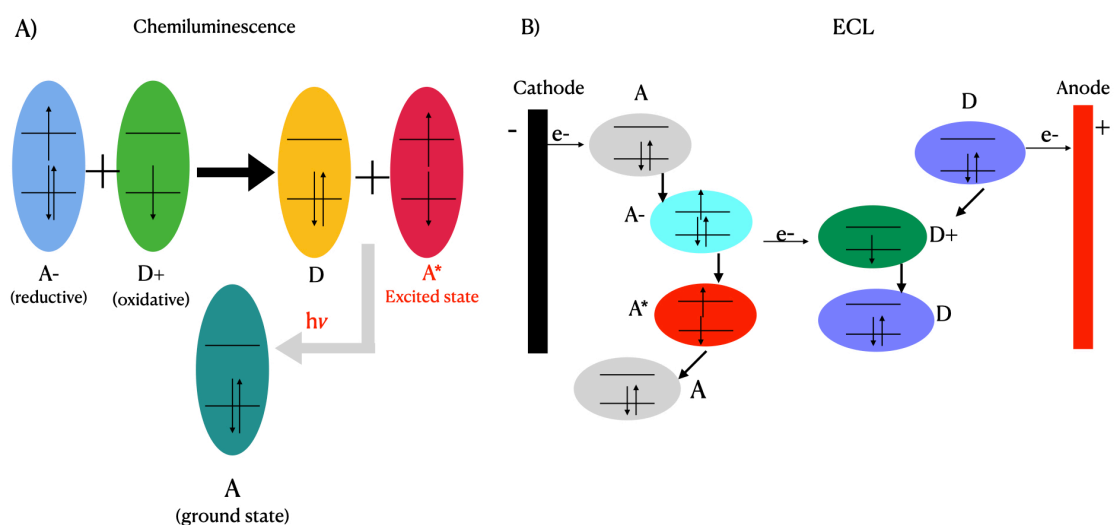 A)
Chemiluminescence
A-
(reductive)
D+
(oxidative)
D
A*
Excited state
hν
A
(ground state)
B)
ECL
Cathode
-
e-
A
D
e-
Anode
+
A-
e-
D+
A*
D
A